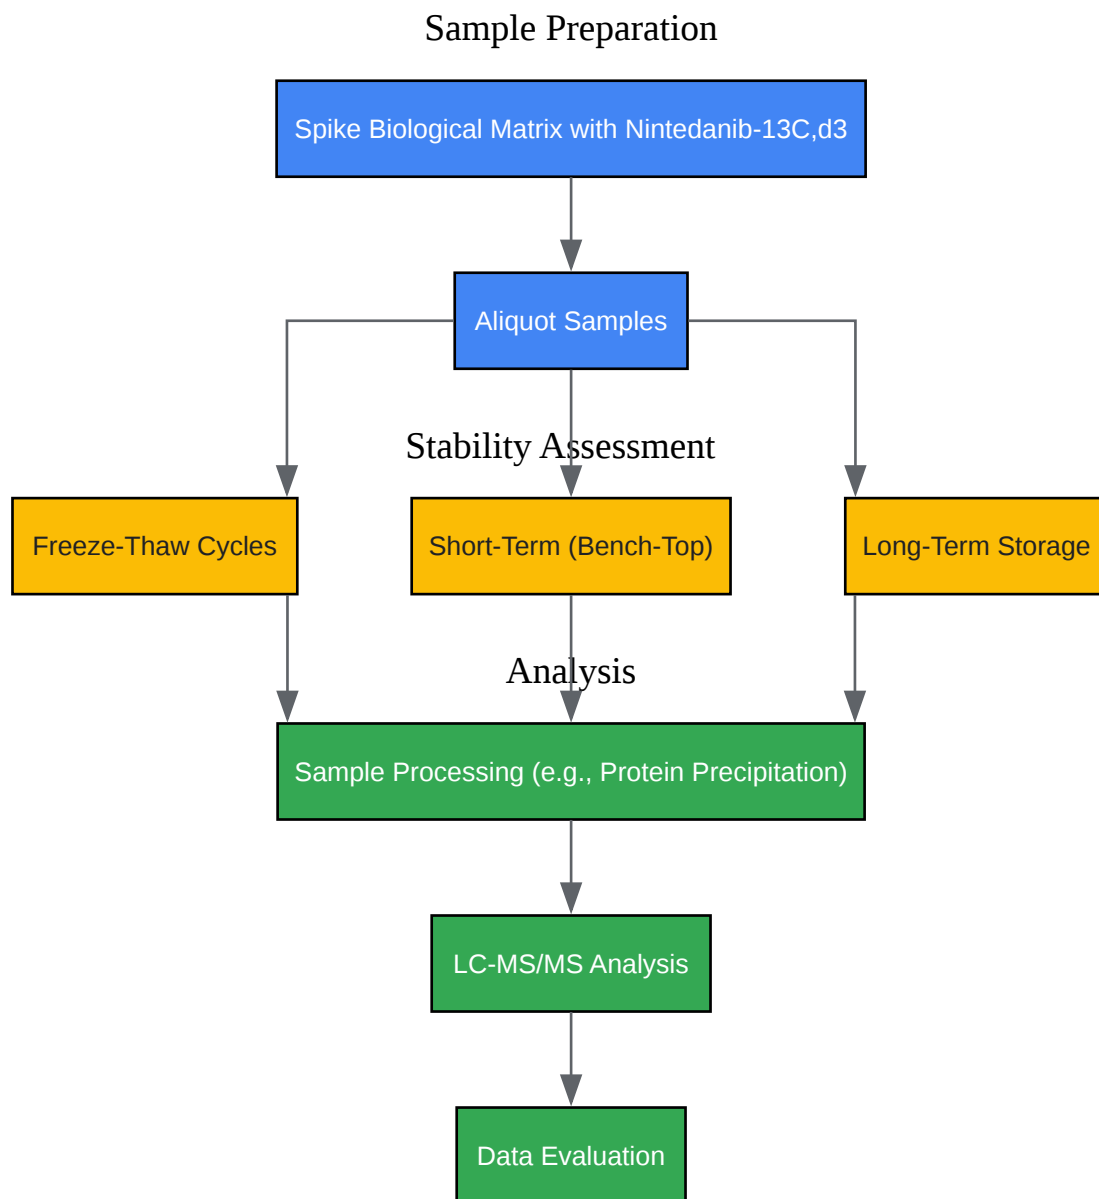 Sample Preparation
Spike Biological Matrix with Nintedanib-13C,d3
Aliquot Samples
Stability Assessment
Freeze-Thaw Cycles
Short-Term (Bench-Top)
Long-Term Storage
Analysis
Sample Processing (e.g., Protein Precipitation)
LC-MS/MS Analysis
Data Evaluation